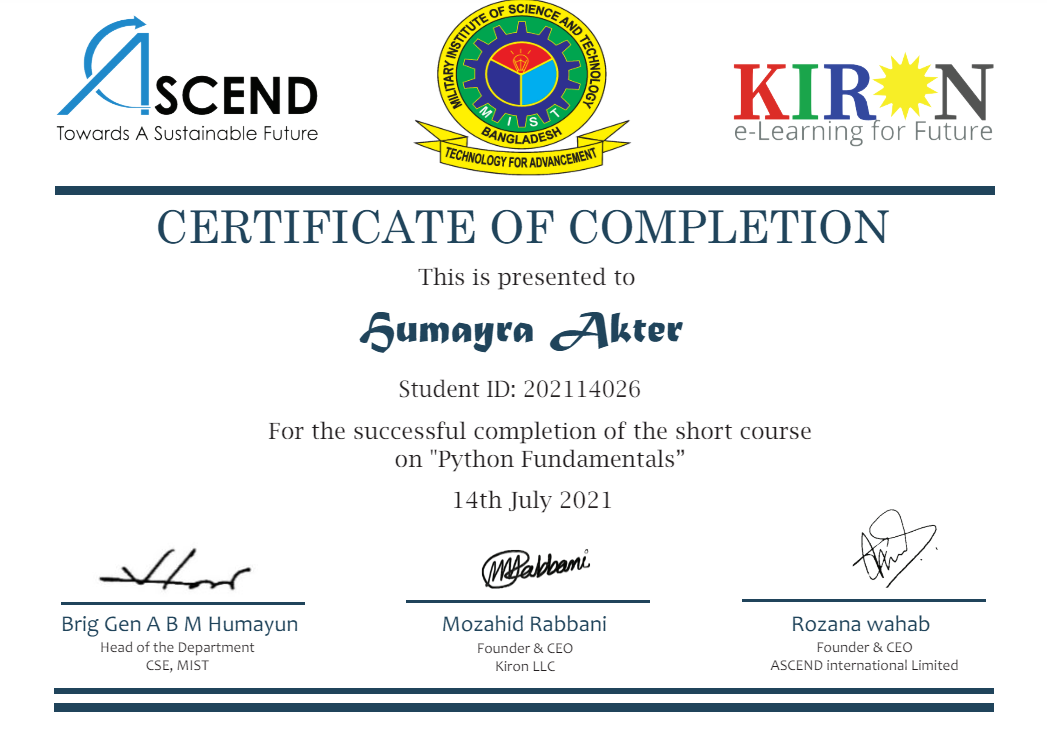 ASCEND
Towards A Sustainable Future
MILITARY INSTITUTE OF SCIENCE AND TECHNOLOGY
MIST
BANGLADESH
TECHNOLOGY FOR ADVANCEMENT
KIRON
e-Learning for Future
CERTIFICATE OF COMPLETION
This is presented to
Humayra Akter
Student ID: 202114026
For the successful completion of the short course
on "Python Fundamentals”
14th July 2021
MRabbani
Brig Gen A B M Humayun
Head of the Department
CSE, MIST
Mozahid Rabbani
Founder & CEO
Kiron LLC
Rozana wahab
Founder & CEO
ASCEND international Limited